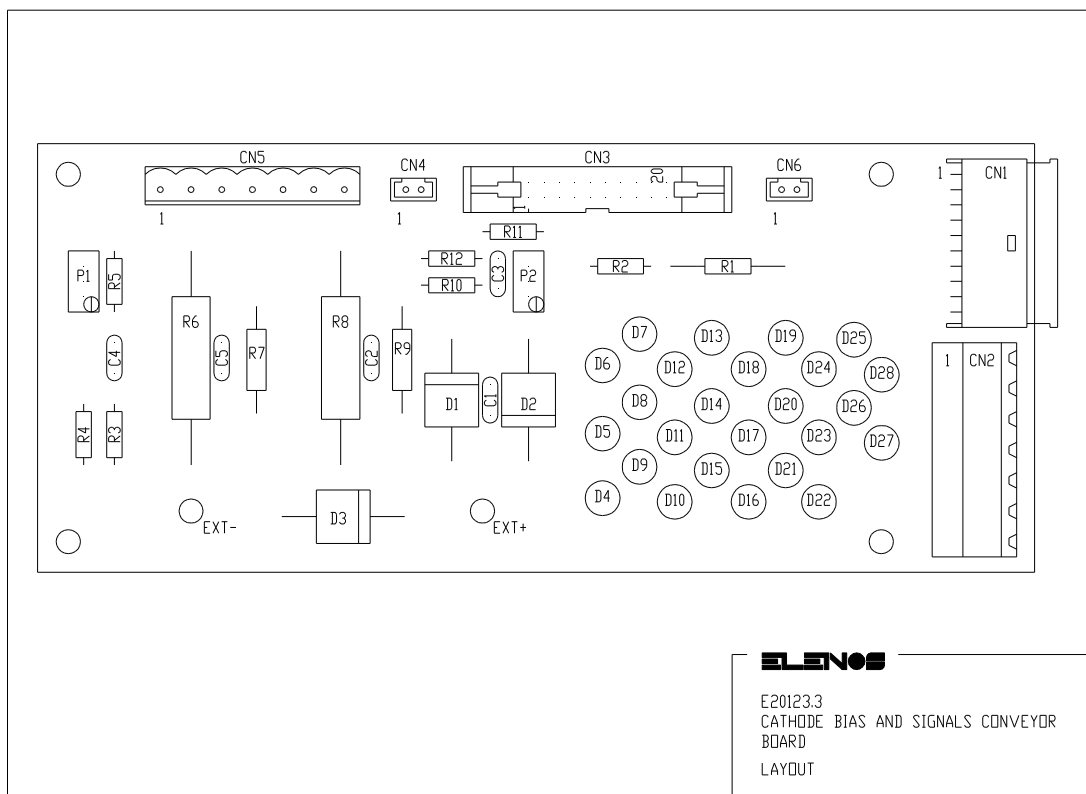 CN5
CN4
CN3
CN6
CN1
1
20
1
1
1
1
R11
P1
R5
R12
R10
C3
P2
R2
R1
R6
R8
D7
D13
D19
D25
C4
C5
R7
C2
R9
D6
D12
D18
D24
D28
1
CN2
D1
C1
D2
D8
D14
D20
D26
R4
R3
D5
D11
D17
D23
D27
D9
D15
D21
D4
D10
D16
D22
EXT-
D3
EXT+
ELENOS
E20123.3
CATHODE BIAS AND SIGNALS CONVEYOR
BOARD
LAYOUT